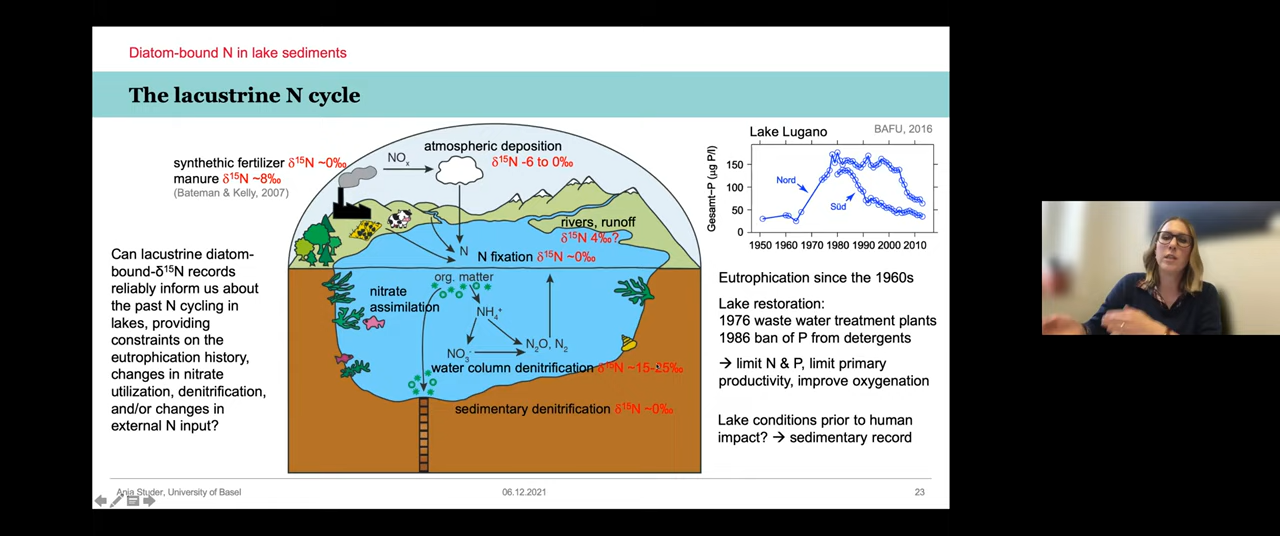 Diatom-bound N in lake sediments
The lacustrine N cycle
synthethic fertilizer δ15N ~0‰
manure δ15N ~8‰
(Bateman & Kelly, 2007)
NOx
atmospheric deposition
δ15N -6 to 0‰
rivers, runoff
δ15N 4‰?
N
N fixation δ15N ~0‰
org. matter
nitrate
assimilation
NH4+
NO3-
N2O, N2
water column denitrification δ15N ~15-25‰
sedimentary denitrification δ15N ~0‰
Can lacustrine diatom-
bound-δ15N records
reliably inform us about
the past N cycling in
lakes, providing
constraints on the
eutrophication history,
changes in nitrate
utilization, denitrification,
and/or changes in
external N input?
Lake Lugano
BAFU, 2016
Gesamt–P (µg P/l)
150
100
50
0
Nord
Süd
1950 1960 1970 1980 1990 2000 2010
Eutrophication since the 1960s
Lake restoration:
1976 waste water treatment plants
1986 ban of P from detergents
→ limit N & P, limit primary
productivity, improve oxygenation
Lake conditions prior to human
impact? → sedimentary record
Anja Studer, University of Basel
06.12.2021
23